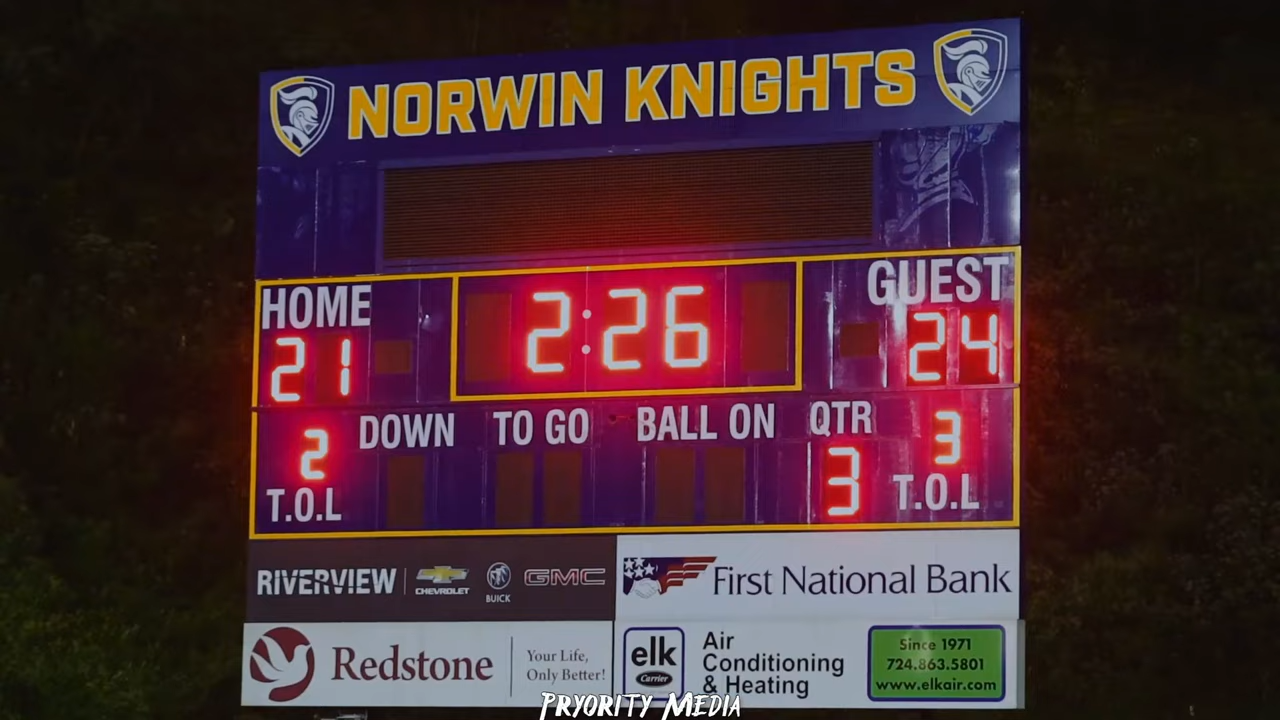 NORWIN KNIGHTS
HOME
21
2:26
GUEST
24
2
T.O.L
DOWN
TO GO
BALL ON
QTR
3
3
T.O.L
RIVERVIEW
CHEVROLET
BUICK
GMC
First National Bank
Redstone
Your Life,
Only Better!
elk
Carrier
Air
Conditioning
& Heating
Since 1971
724.863.5801
www.elkair.com
PRYORITY MEDIA